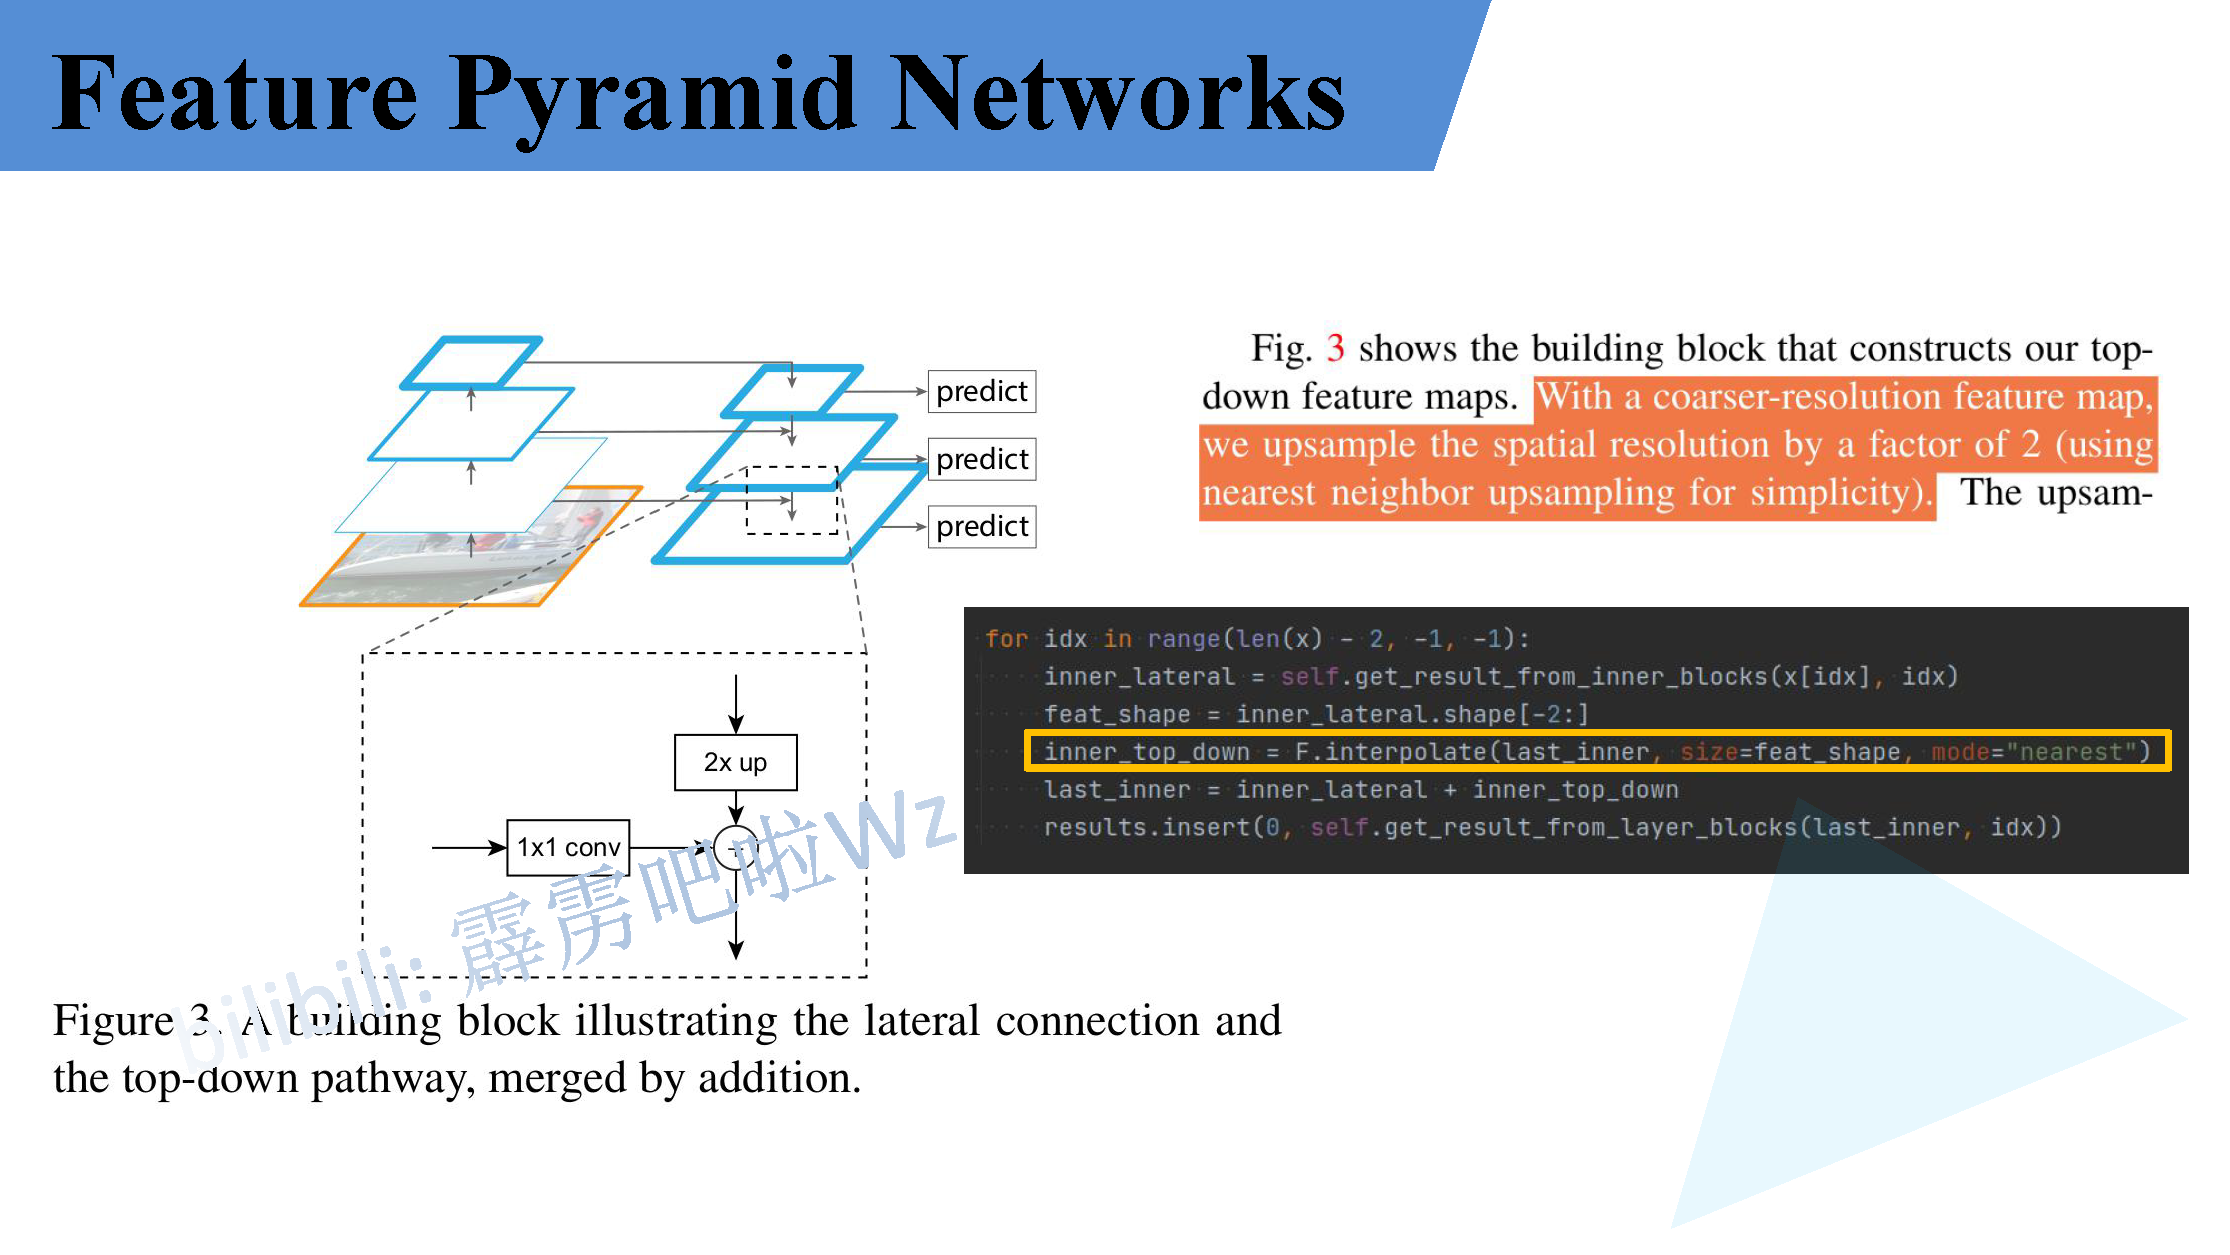 Feature Pyramid Networks
predict
predict
predict
2x up
1x1 conv
+
Figure 3. A building block illustrating the lateral connection and
the top-down pathway, merged by addition.
Fig. 3 shows the building block that constructs our top-
down feature maps. With a coarser-resolution feature map,
we upsample the spatial resolution by a factor of 2 (using
nearest neighbor upsampling for simplicity). The upsam-
for idx in range(len(x) - 2, -1, -1):
inner_lateral = self.get_result_from_inner_blocks(x[idx], idx)
feat_shape = inner_lateral.shape[-2:]
inner_top_down = F.interpolate(last_inner, size=feat_shape, mode="nearest")
last_inner = inner_lateral + inner_top_down
results.insert(0, self.get_result_from_layer_blocks(last_inner, idx))
bilibili: 霹雳吧啦Wz